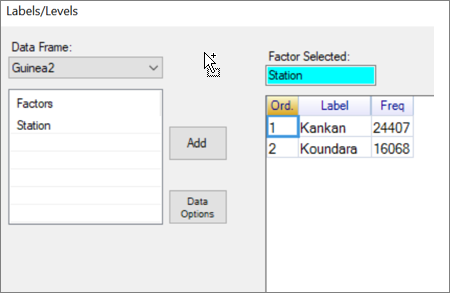 Labels/Levels
Data Frame:
Guinea2
Factors
Station
Add
Data
Options
Factor Selected:
Station
Ord. Label Freq
1 Kankan 24407
2 Koundara 16068